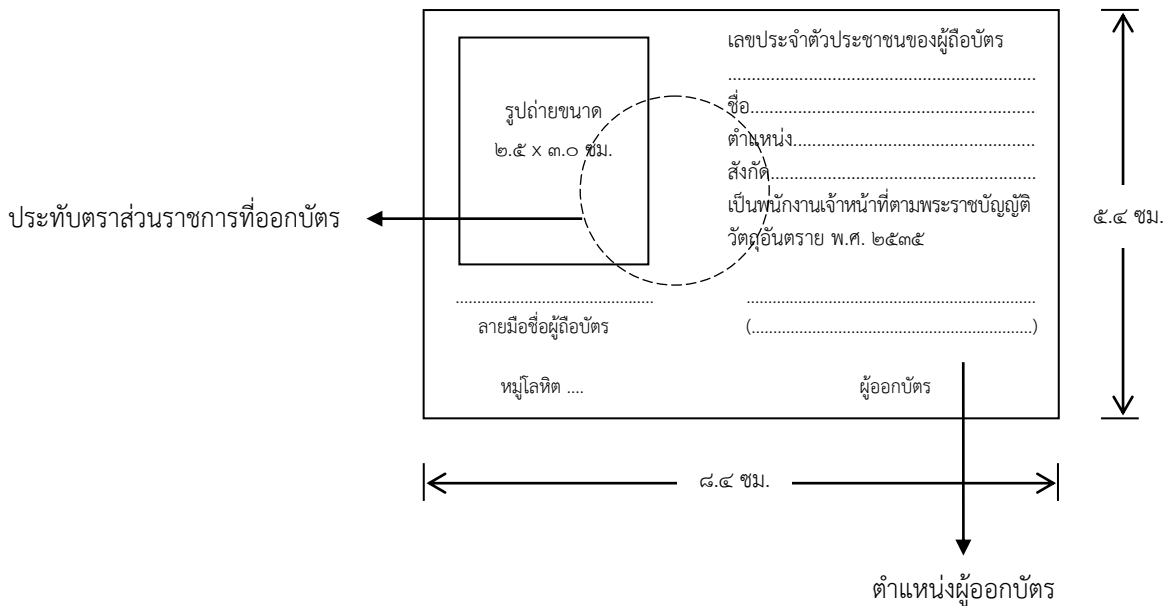 เลขประจำตัวประชาชนของผู้ถือบัตร
........................................................................
ชื่อ..................................................................
ตำแหน่ง........................................................
สังกัด.............................................................
เป็นพนักงานเจ้าหน้าที่ตามพระราชบัญญัติ
วัตถุอันตราย พ.ศ. ๒๕๓๕
รูปถ่ายขนาด
๒.๕ x ๓.๐ ซม.
ประทับตราส่วนราชการที่ออกบัตร
๕.๔ ซม.
..............................................
ลายมือชื่อผู้ถือบัตร
หมู่โลหิต ....
...................................................................
(.................................................................)
ผู้ออกบัตร
๘.๔ ซม.
ตำแหน่งผู้ออกบัตร